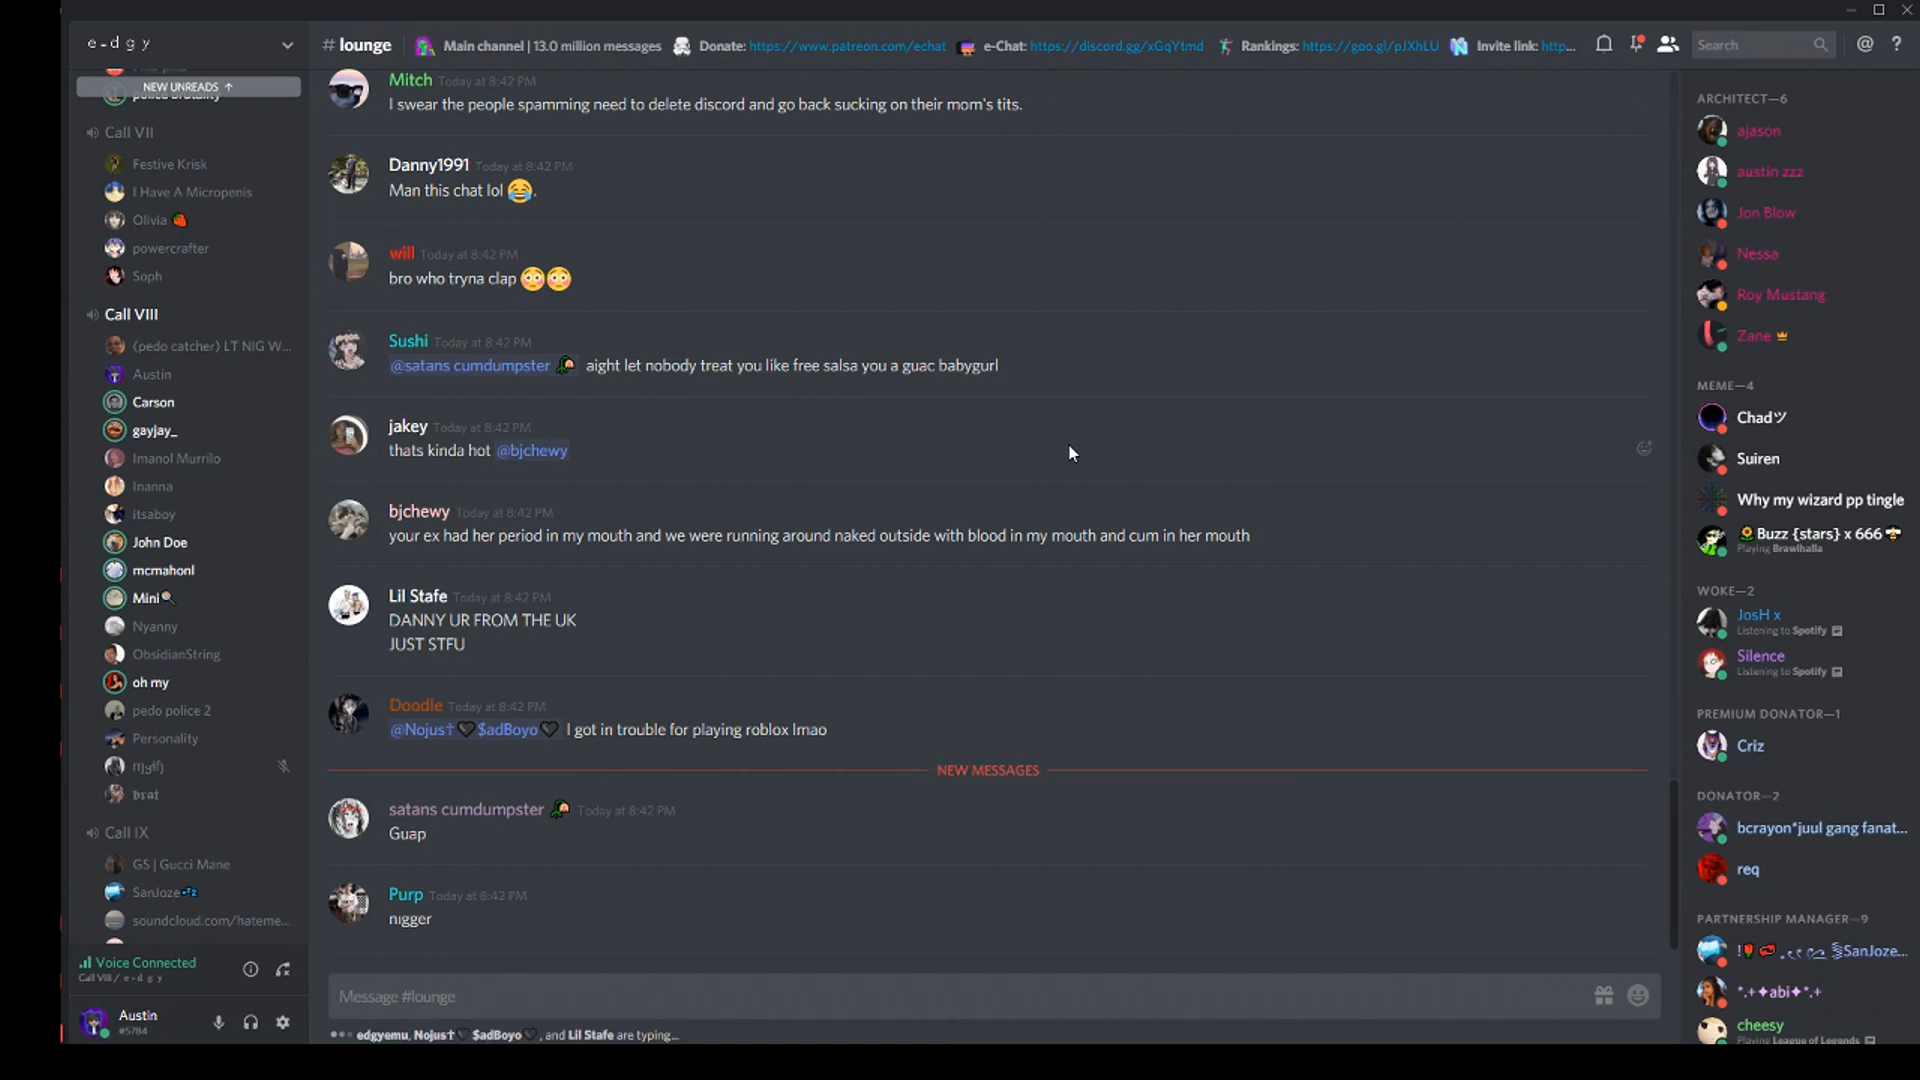 e - d g y
# lounge
Main channel | 13.0 million messages
Donate: https://www.patreon.com/echat
e-Chat: https://discord.gg/xGqYtmd
Rankings: https://goo.gl/pJXhLU
Invite link: http...
Search
@ ?
NEW UNREADS ↑
police brutality
Call VII
Festive Krisk
I Have A Micropenis
Olivia 🍓
powercrafter
Soph
Call VIII
(pedo catcher) LT NIG W...
Austin
Carson
gayjay_
Imanol Murrilo
Inanna
itsaboy
John Doe
mcmahonl
Mini🔍
Nyanny
ObsidianString
oh my
pedo police 2
Personality
Call IX
GS | Gucci Mane
SanJoze💤
soundcloud.com/hateme...
Voice Connected
Call VIII / e - d g y
Austin
#5784
Mitch Today at 8:42 PM
I swear the people spamming need to delete discord and go back sucking on their mom's tits.
Danny1991 Today at 8:42 PM
Man this chat lol 😂.
will Today at 8:42 PM
bro who tryna clap 😳😳
Sushi Today at 8:42 PM
@satans cumdumpster aight let nobody treat you like free salsa you a guac babygurl
jakey Today at 8:42 PM
thats kinda hot @bjchewy
bjchewy Today at 8:42 PM
your ex had her period in my mouth and we were running around naked outside with blood in my mouth and cum in her mouth
Lil Stafe Today at 8:42 PM
DANNY UR FROM THE UK
JUST STFU
Doodle Today at 8:42 PM
@Nojus✝🖤$adBoyo🖤 I got in trouble for playing roblox lmao
NEW MESSAGES
satans cumdumpster Today at 8:42 PM
Guap
Purp Today at 8:42 PM
nıgger
Message #lounge
edgyemu, Nojus✝🖤$adBoyo🖤, and Lil Stafe are typing...
ARCHITECT—6
ajason
austin zzz
Jon Blow
Nessa
Roy Mustang
Zane
MEME—4
Chadツ
Suiren
Why my wizard pp tingle
🌻Buzz {stars} x 666
Playing Brawlhalla
WOKE—2
JosH x
Listening to Spotify
Silence
Listening to Spotify
PREMIUM DONATOR—1
Criz
DONATOR—2
bcrayon*juul gang fanat...
req
PARTNERSHIP MANAGER—9
SanJoze...
*.+✦abi✦*.+
cheesy
Playing League of Legends